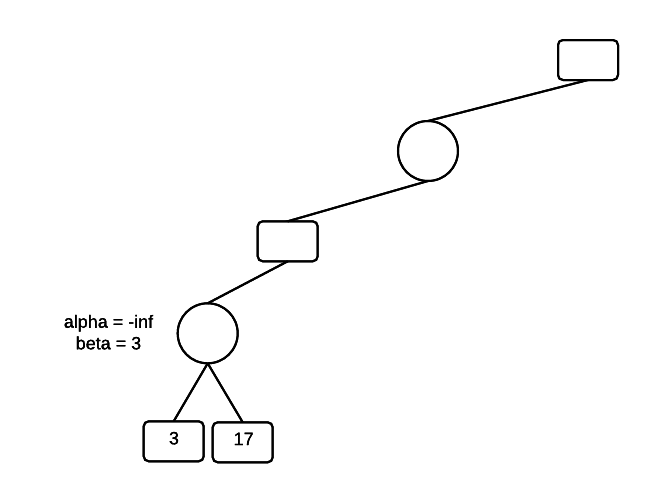 alpha = -inf
beta = 3
3
17